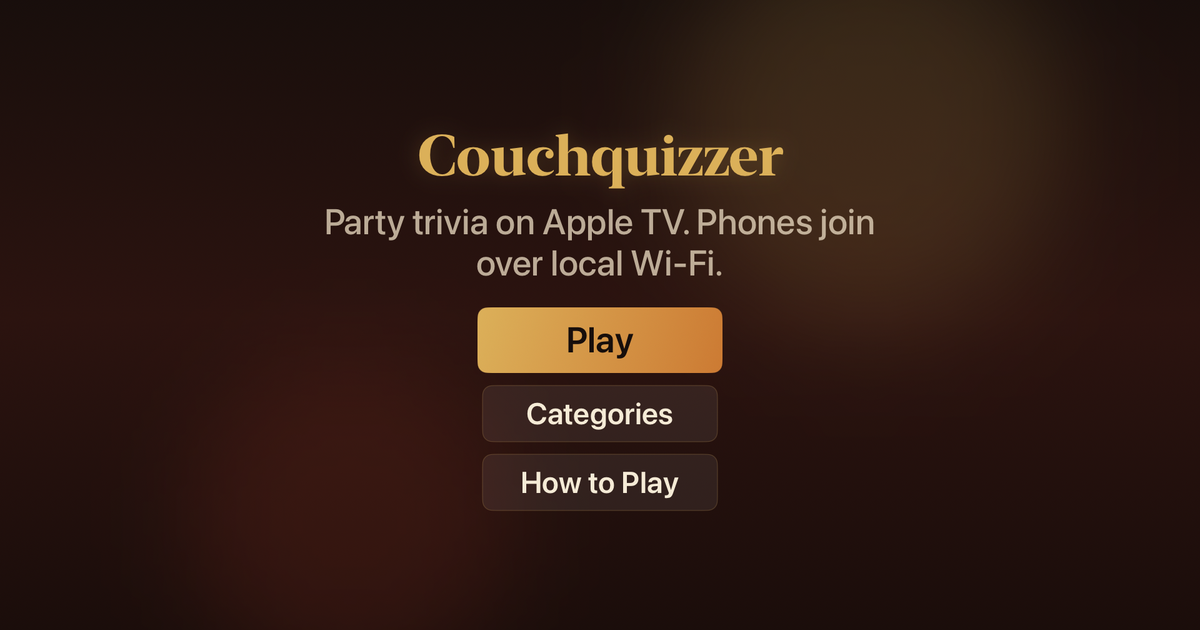 Couchquizzer
Party trivia on Apple TV. Phones join
over local Wi-Fi.
Play
Categories
How to Play